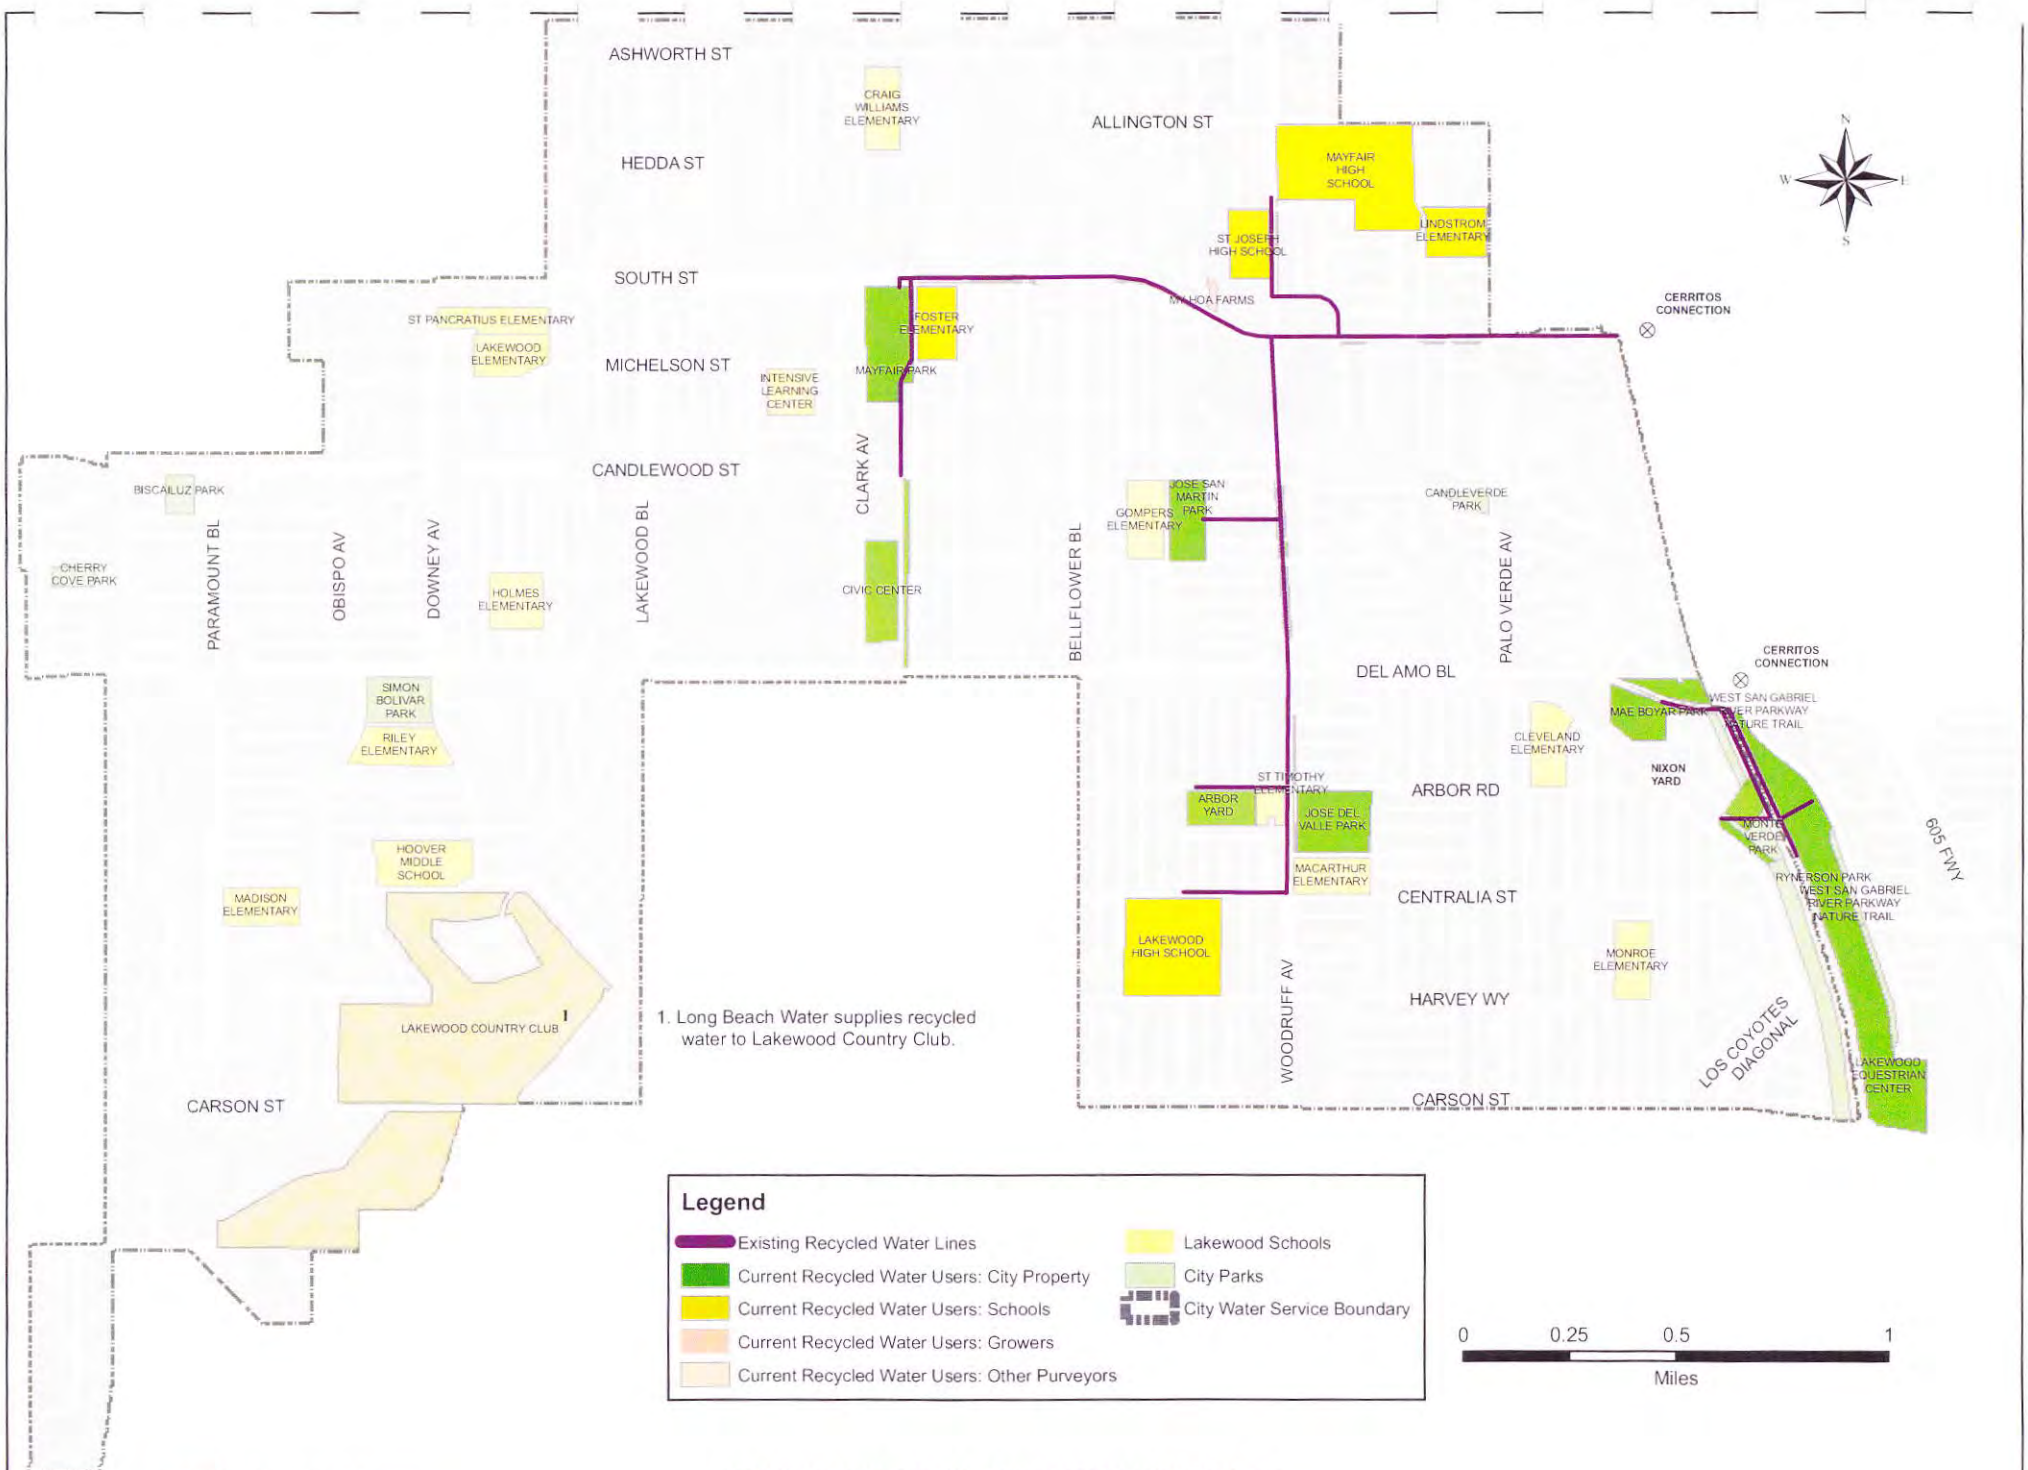 ASHWORTH ST
CRAIG
WILLIAMS
ELEMENTARY
ALLINGTON ST
HEDDA ST
MAYFAIR
HIGH
SCHOOL
N
W
E
S
LINDSTROM
ELEMENTARY
ST JOSEPH
HIGH SCHOOL
SOUTH ST
MY HOA FARMS
CERRITOS
CONNECTION
ST PANCRATIUS ELEMENTARY
FOSTER
ELEMENTARY
LAKEWOOD
ELEMENTARY
MICHELSON ST
INTENSIVE
LEARNING
CENTER
MAYFAIR PARK
CLARK AV
CANDLEWOOD ST
BISCAILUZ PARK
JOSE SAN
MARTIN
PARK
GOMPERS
ELEMENTARY
CANDLEVERDE
PARK
PARAMOUNT BL
OBISPO AV
DOWNEY AV
LAKEWOOD BL
BELLFLOWER BL
PALO VERDE AV
CHERRY
COVE PARK
HOLMES
ELEMENTARY
CIVIC CENTER
CERRITOS
CONNECTION
DEL AMO BL
SIMON
BOLIVAR
PARK
RILEY
ELEMENTARY
MAE BOYAR PARK
WEST SAN GABRIEL
RIVER PARKWAY
NATURE TRAIL
CLEVELAND
ELEMENTARY
NIXON
YARD
ST TIMOTHY
ELEMENTARY
ARBOR RD
ARBOR
YARD
JOSE DEL
VALLE PARK
MONTE
VERDE
PARK
605 FWY
HOOVER
MIDDLE
SCHOOL
MACARTHUR
ELEMENTARY
RYNERSON PARK
WEST SAN GABRIEL
RIVER PARKWAY
NATURE TRAIL
MADISON
ELEMENTARY
CENTRALIA ST
LAKEWOOD
HIGH SCHOOL
MONROE
ELEMENTARY
HARVEY WY
WOODRUFF AV
LOS COYOTES
DIAGONAL
LAKEWOOD COUNTRY CLUB 1
1. Long Beach Water supplies recycled
water to Lakewood Country Club.
LAKEWOOD
EQUESTRIAN
CENTER
CARSON ST
CARSON ST
Legend
Existing Recycled Water Lines
Current Recycled Water Users: City Property
Current Recycled Water Users: Schools
Current Recycled Water Users: Growers
Current Recycled Water Users: Other Purveyors
Lakewood Schools
City Parks
City Water Service Boundary
0 0.25 0.5 1
Miles